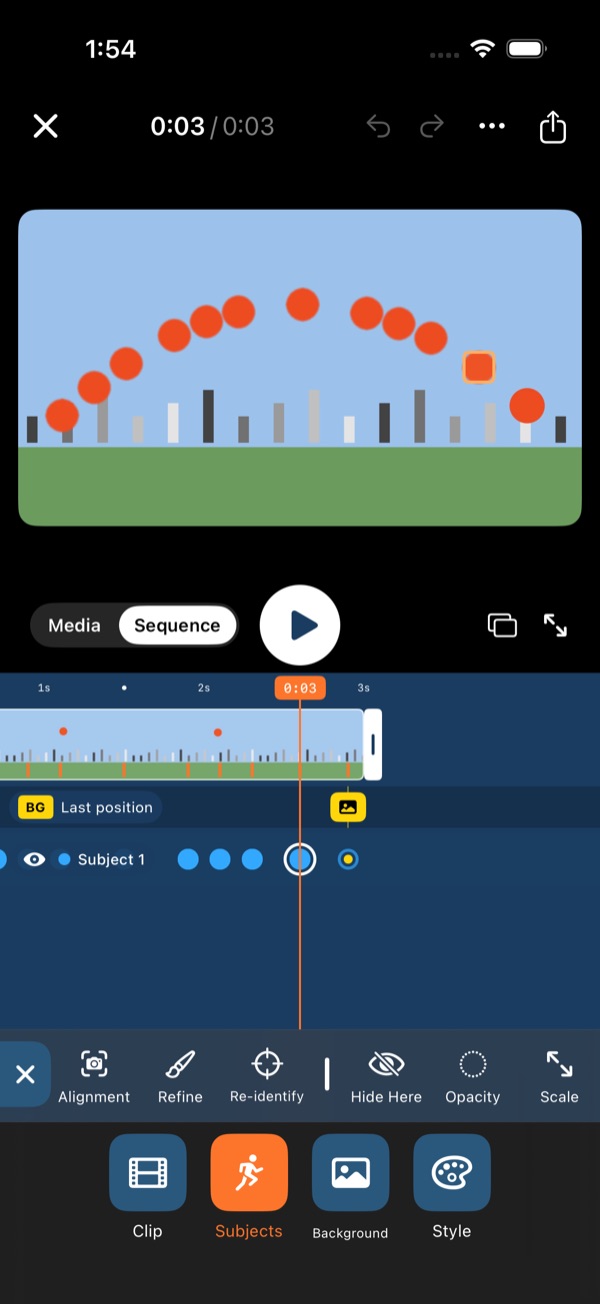 1:54
0:03 / 0:03
Media Sequence
1s 2s 0:03 3s
BG Last position
Subject 1
Alignment Refine Re-identify Hide Here Opacity Scale
Clip Subjects Background Style